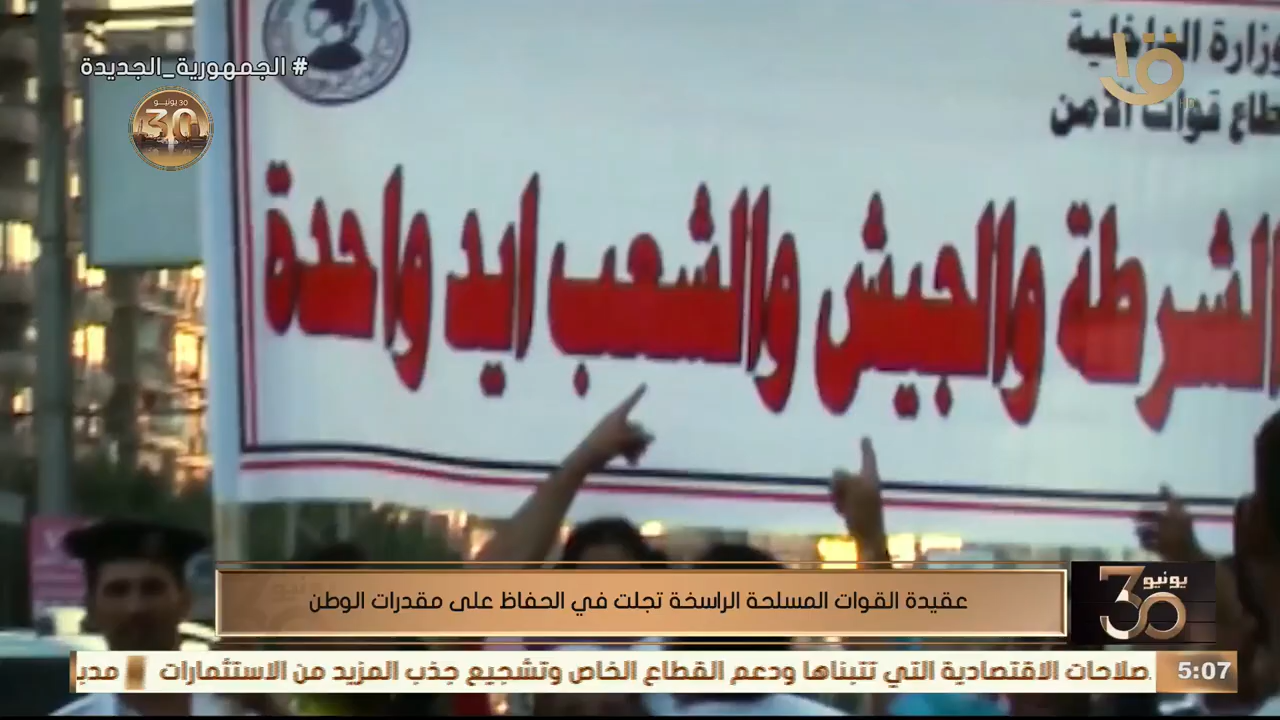 وزارة الداخلية
قطاع قوات الأمن
# الجمهورية_الجديدة
30 يونيو
30
الشرطة والجيش والشعب ايد واحدة
عقيدة القوات المسلحة الراسخة تجلت في الحفاظ على مقدرات الوطن
يونيو
30
5:07
صلاحات الاقتصادية التي تتبناها ودعم القطاع الخاص وتشجيع جذب المزيد من الاستثمارات